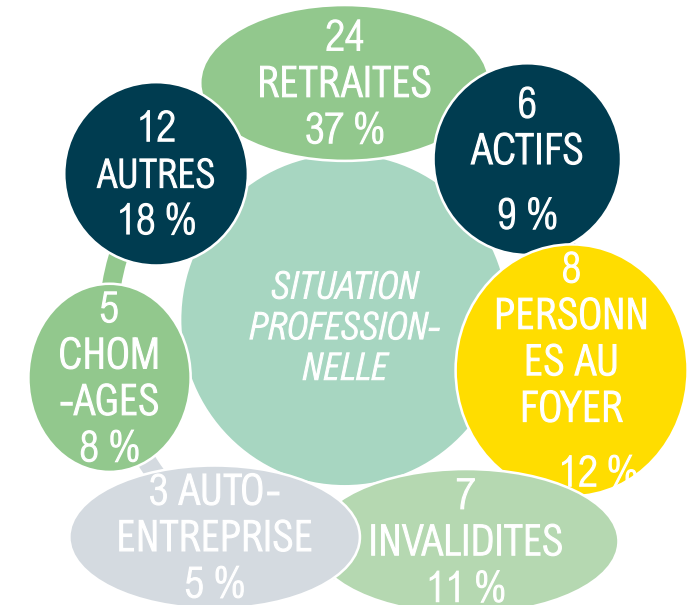 24
RETRAITES
37 %
6
ACTIFS
9 %
8
PERSONN
ES AU
FOYER
12 %
7
INVALIDITES
11 %
3 AUTO-
ENTREPRISE
5 %
5
CHOM
-AGES
8 %
12
AUTRES
18 %
SITUATION
PROFESSION-
NELLE